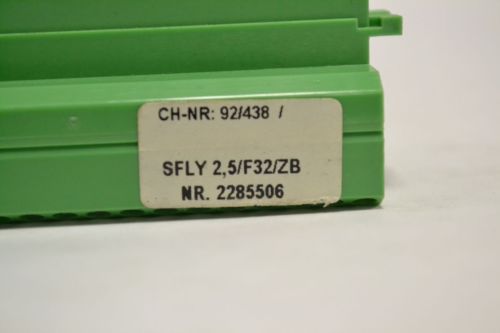 CH-NR: 92/438 /
SFLY 2,5/F32/ZB
NR. 2285506